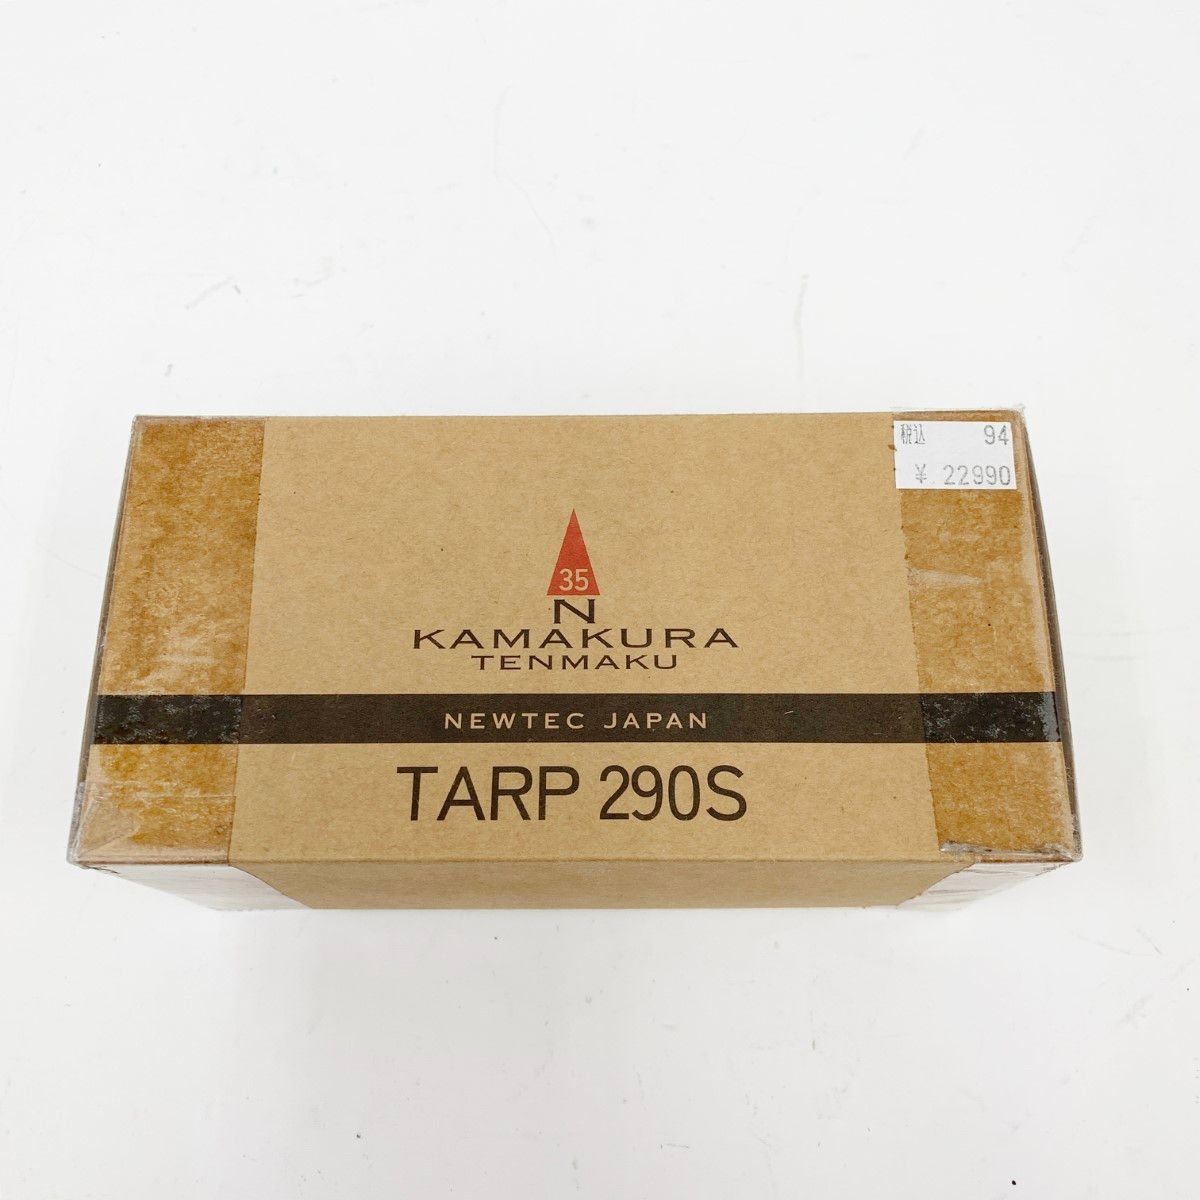 税込 94
¥ 22990
35
N
KAMAKURA
TENMAKU
NEWTEC JAPAN
TARP 290S